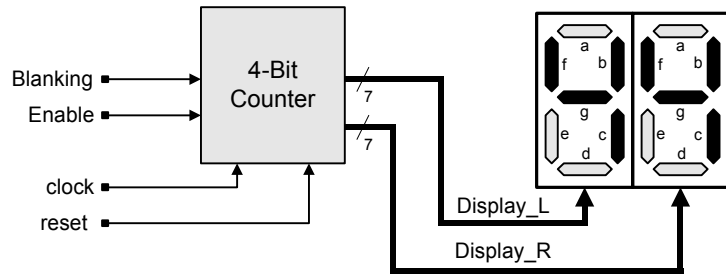 Blanking
Enable
clock
reset
4-Bit
Counter
7
7
Display_L
Display_R
a
f
b
g
e
c
d
a
f
b
g
e
c
d